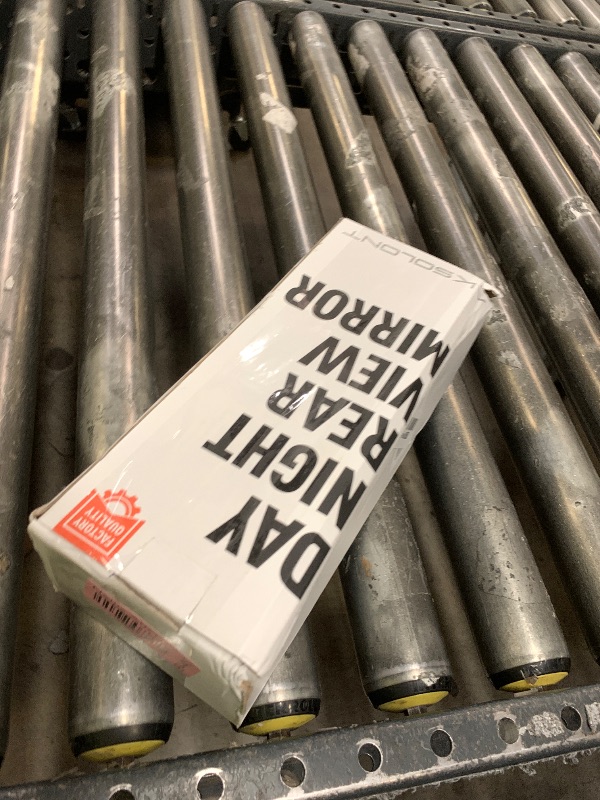 KSOLONT
DAY
NIGHT
REAR
VIEW
MIRROR
FACTORY
QUALITY